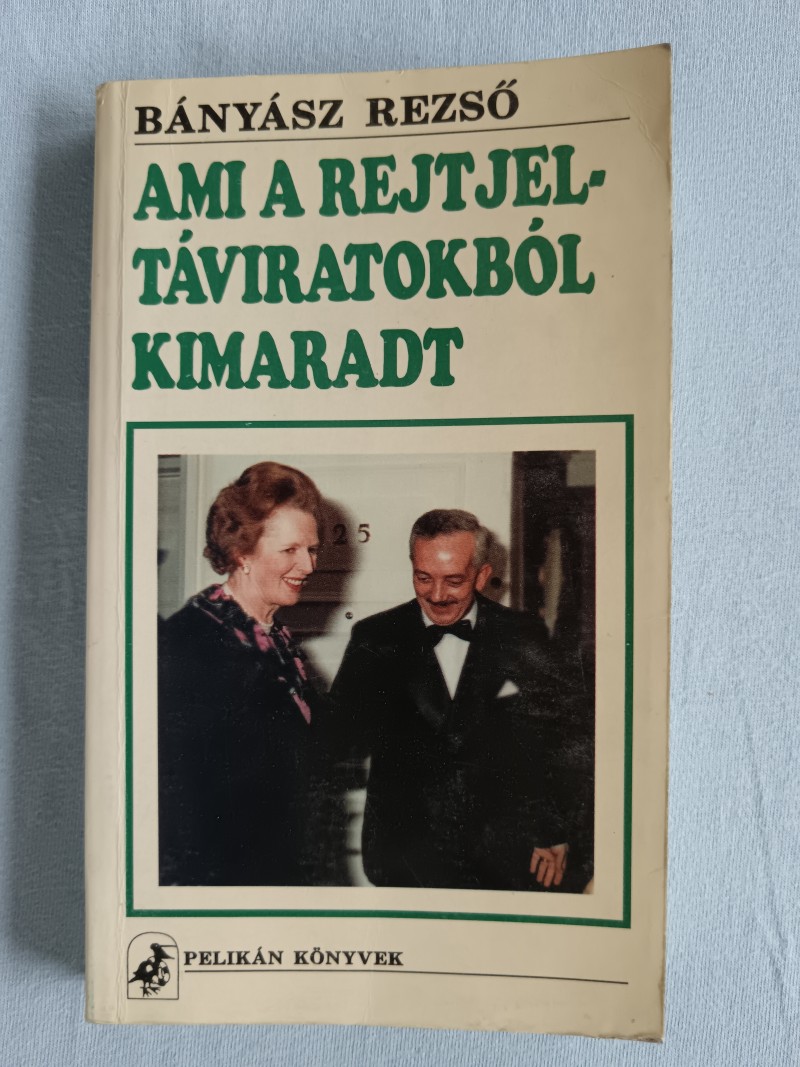 BÁNYÁSZ REZSŐ
AMI A REJTJEL-
TÁVIRATOKBÓL
KIMARADT
25
PELIKÁN KÖNYVEK